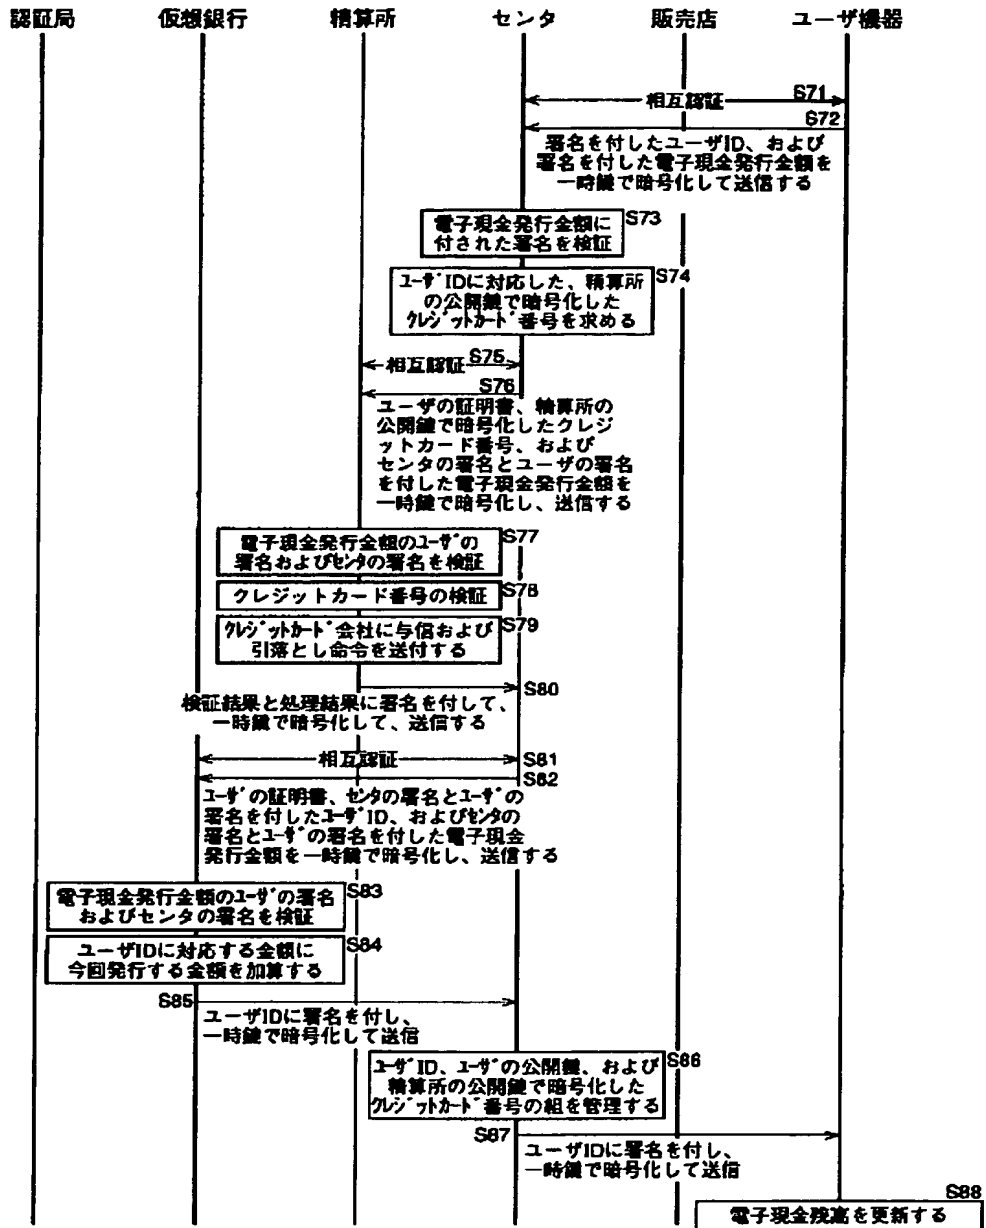 認証局
仮想銀行
精算所
センタ
販売店
ユーザ機器
相互認証
S71
S72
署名を付したユーザID、および
署名を付した電子現金発行金額を
一時鍵で暗号化して送信する
電子現金発行金額に
付された署名を検証
S73
ユーザIDに対応した、精算所
の公開鍵で暗号化した
クレジットカード番号を求める
S74
相互認証
S75
S76
ユーザの証明書、精算所の
公開鍵で暗号化したクレジ
ットカード番号、および
センタの署名とユーザの署名
を付した電子現金発行金額を
一時鍵で暗号化し、送信する
電子現金発行金額のユーザの
署名およびセンタの署名を検証
S77
クレジットカード番号の検証
S78
クレジットカード会社に与信および
引落とし命令を送付する
S79
S80
検証結果と処理結果に署名を付して、
一時鍵で暗号化して、送信する
相互認証
S81
S82
ユーザの証明書、センタの署名とユーザの
署名を付したユーザID、およびセンタの
署名とユーザの署名を付した電子現金
発行金額を一時鍵で暗号化し、送信する
電子現金発行金額のユーザの署名
およびセンタの署名を検証
S83
ユーザIDに対応する金額に
今回発行する金額を加算する
S84
S85
ユーザIDに署名を付し、
一時鍵で暗号化して送信
ユーザID、ユーザの公開鍵、および
精算所の公開鍵で暗号化した
クレジットカード番号の組を管理する
S86
S87
ユーザIDに署名を付し、
一時鍵で暗号化して送信
S88
電子現金残高を更新する